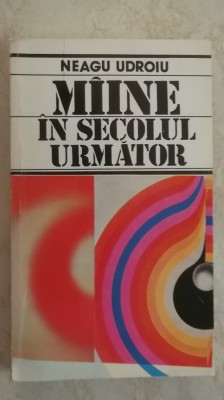 NEAGU UDROIU
MÎINE
ÎN SECOLUL
URMĂTOR